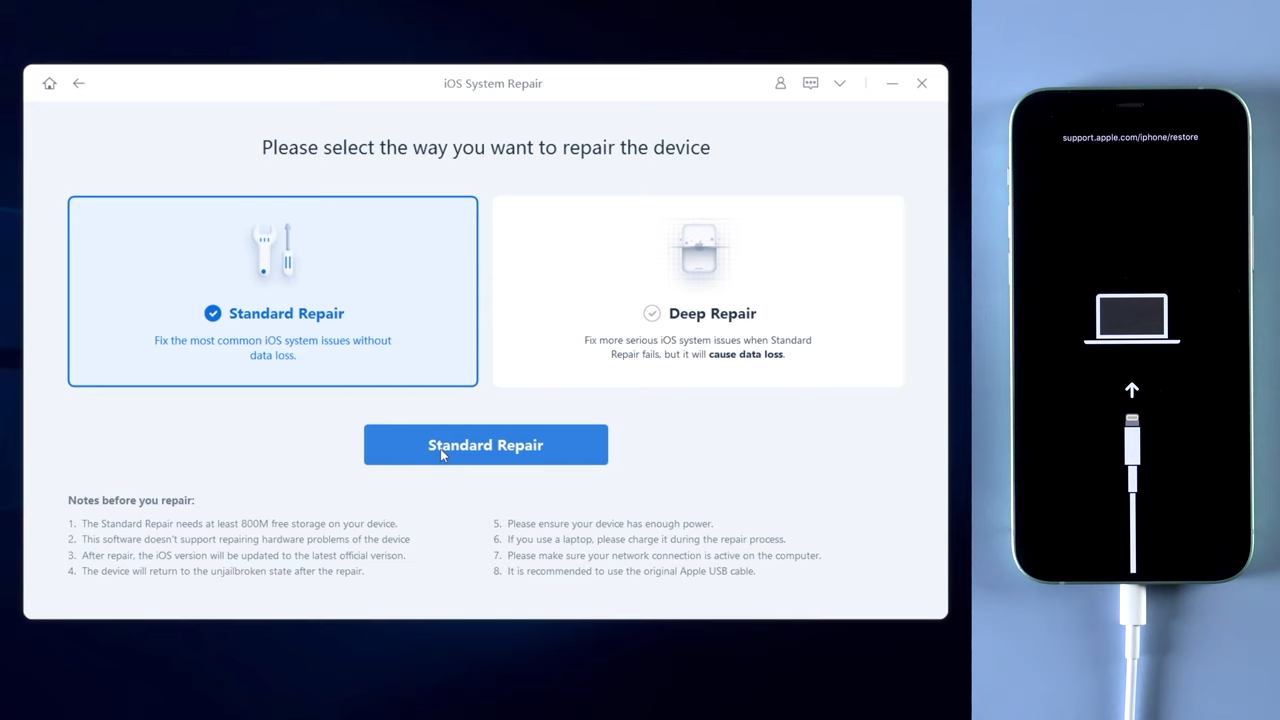 iOS System Repair
Please select the way you want to repair the device
Standard Repair
Fix the most common iOS system issues without
data loss.
Deep Repair
Fix more serious iOS system issues when Standard
Repair fails, but it will cause data loss.
Standard Repair
Notes before you repair:
1. The Standard Repair needs at least 800M free storage on your device.
2. This software doesn't support repairing hardware problems of the device
3. After repair, the iOS version will be updated to the latest official verison.
4. The device will return to the unjailbroken state after the repair.
5. Please ensure your device has enough power.
6. If you use a laptop, please charge it during the repair process.
7. Please make sure your network connection is active on the computer.
8. It is recommended to use the original Apple USB cable.
support.apple.com/iphone/restore